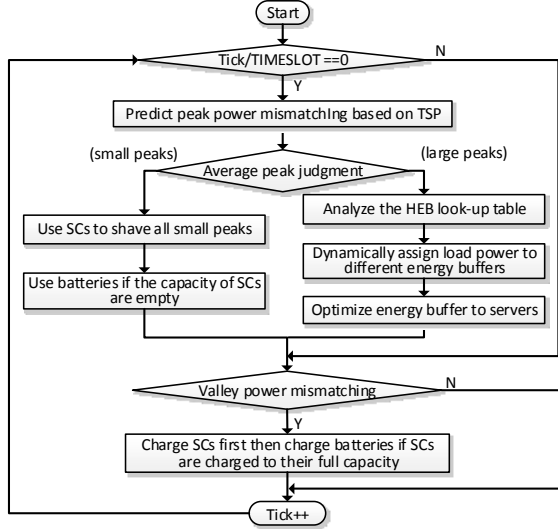 Start
Tick/TIMESLOT ==0
N
Y
Predict peak power mismatchIng based on TSP
(small peaks)
(large peaks)
Average peak judgment
Use SCs to shave all small peaks
Use batteries if the capacity of SCs
are empty
Analyze the HEB look-up table
Dynamically assign load power to
different energy buffers
Optimize energy buffer to servers
Valley power mismatching
N
Y
Charge SCs first then charge batteries if SCs
are charged to their full capacity
Tick++